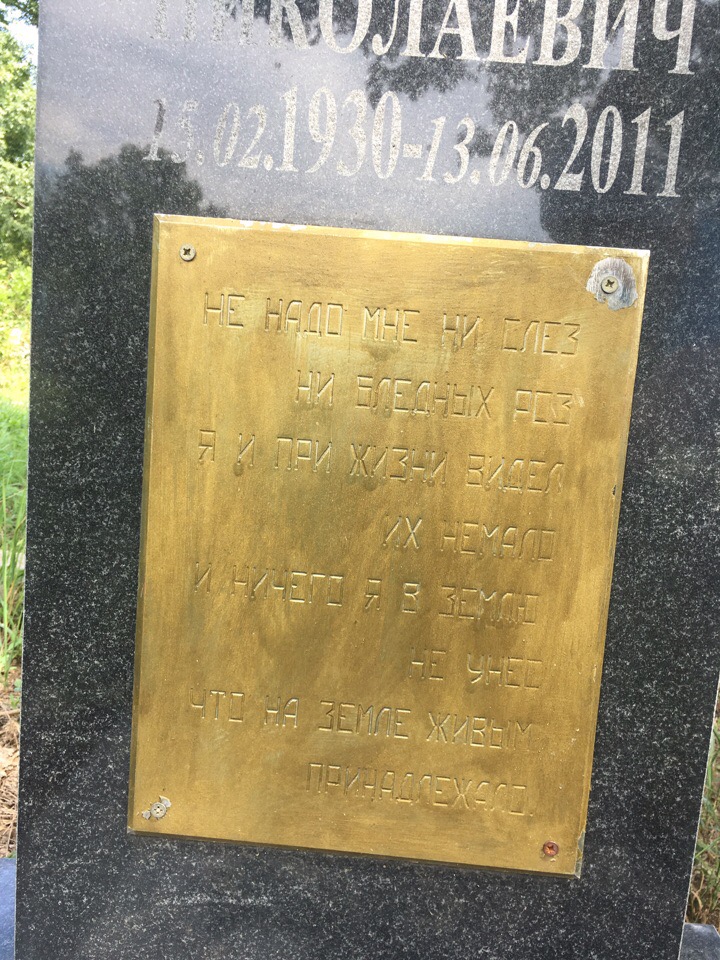 НИКОЛАЕВИЧ
15.02.1930-13.06.2011
НЕ НАДО МНЕ НИ СЛЕЗ
НИ БЛЕДНЫХ РОЗ
Я И ПРИ ЖИЗНИ ВИДЕЛ
ИХ НЕМАЛО
И НИЧЕГО Я В ЗЕМЛЮ
НЕ УНЕС
ЧТО НА ЗЕМЛЕ ЖИВЫМ
ПРИНАДЛЕЖАЛО.